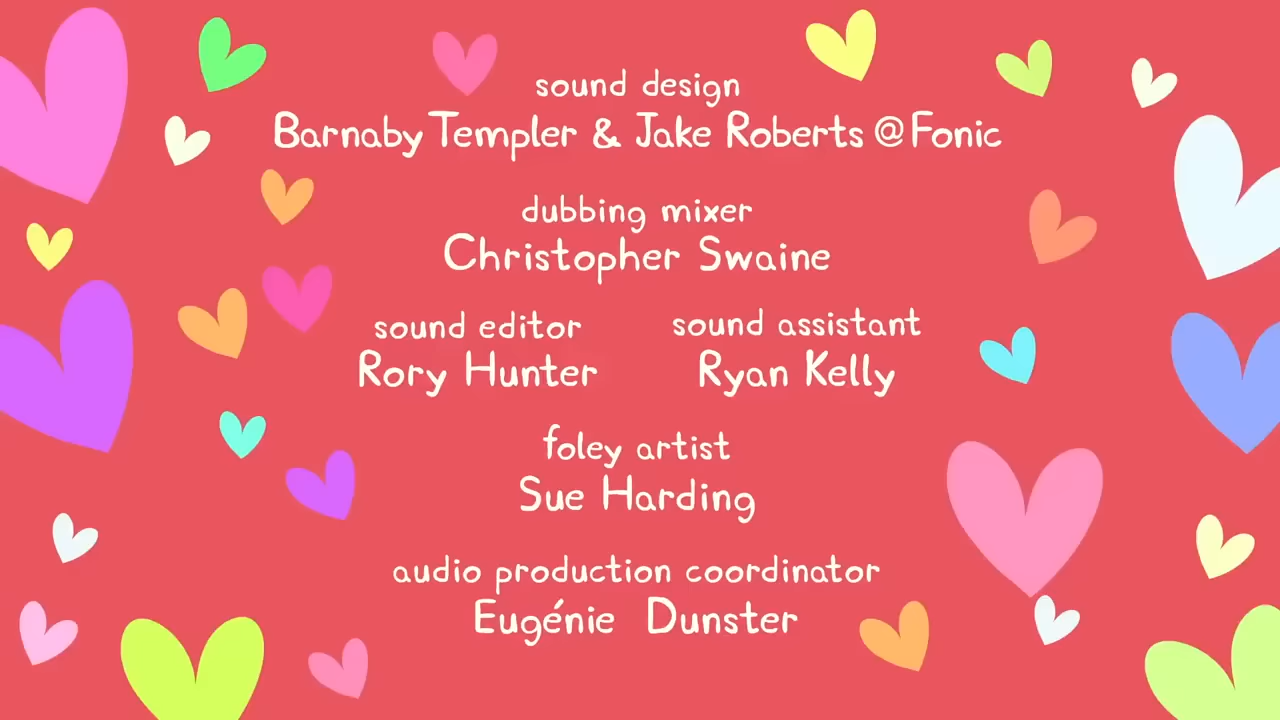 sound design
Barnaby Templer & Jake Roberts @ Fonic
dubbing mixer
Christopher Swaine
sound editor
Rory Hunter
sound assistant
Ryan Kelly
foley artist
Sue Harding
audio production coordinator
Eugénie Dunster